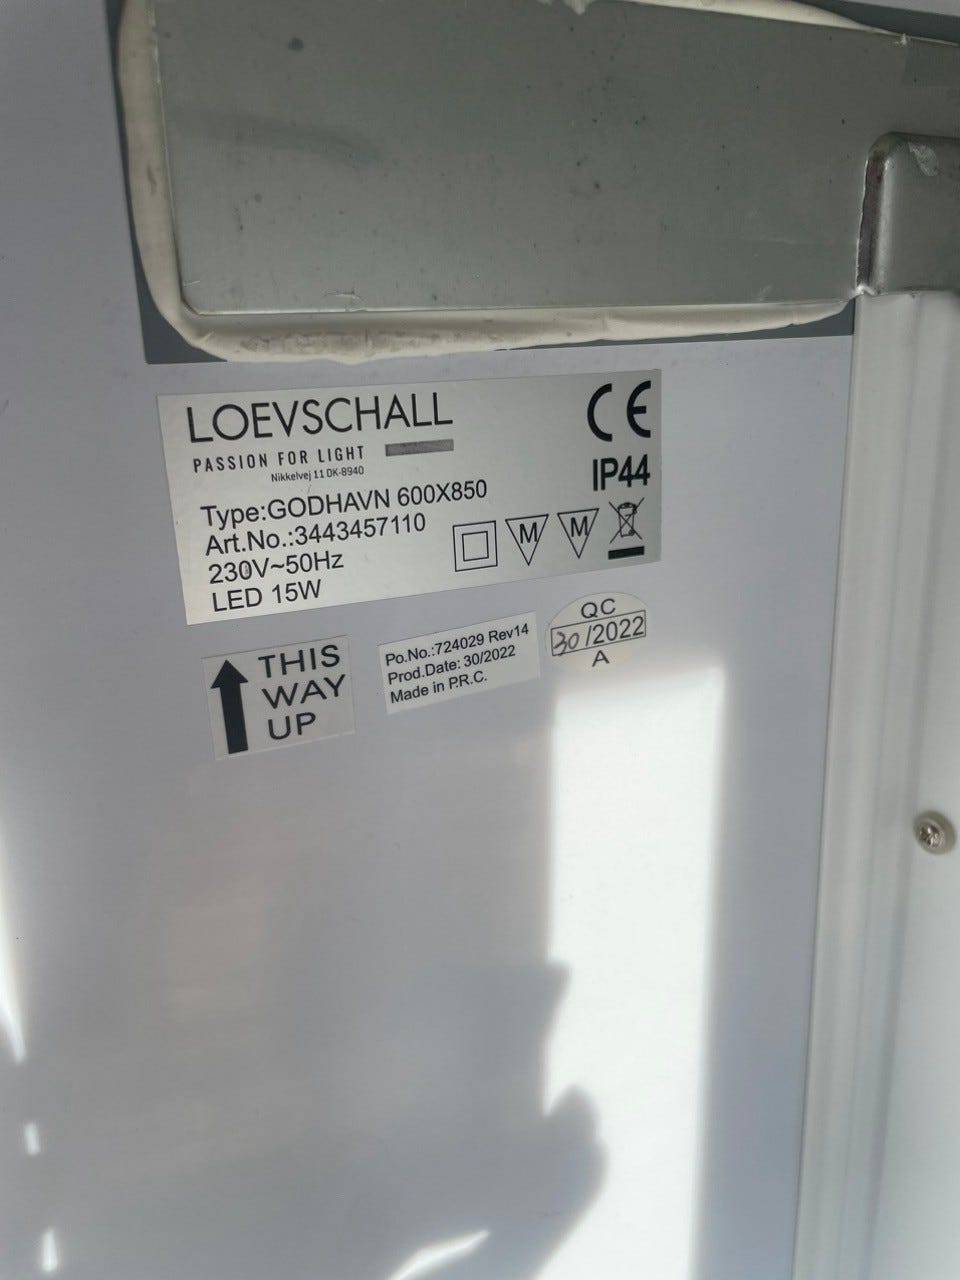 LOEVSCHALL
PASSION FOR LIGHT
Nikkelvej 11 DK-8940
Type:GODHAVN 600X850
Art.No.:3443457110
230V~50Hz
LED 15W
CE
IP44
M
M
THIS
WAY
UP
Po.No.:724029 Rev14
Prod.Date: 30/2022
Made in P.R.C.
QC
30/2022
A